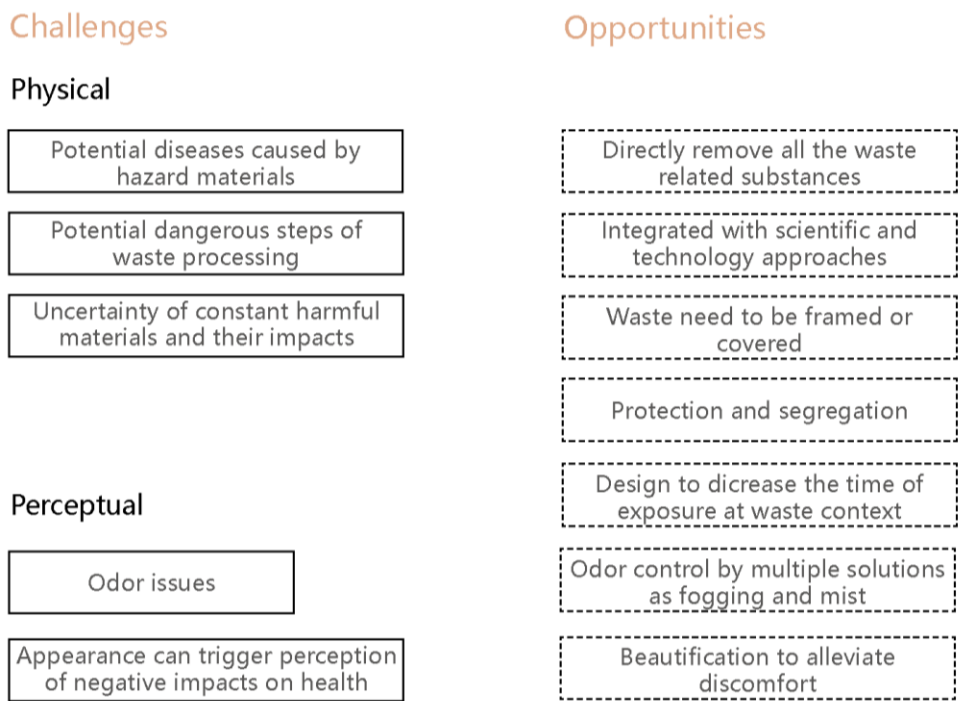 Challenges
Physical
Potential diseases caused by
hazard materials
Potential dangerous steps of
waste processing
Uncertainty of constant harmful
materials and their impacts
Perceptual
Odor issues
Appearance can trigger perception
of negative impacts on health
Opportunities
Directly remove all the waste
related substances
Integrated with scientific and
technology approaches
Waste need to be framed or
covered
Protection and segregation
Design to dicrease the time of
exposure at waste context
Odor control by multiple solutions
as fogging and mist
Beautification to alleviate
discomfort